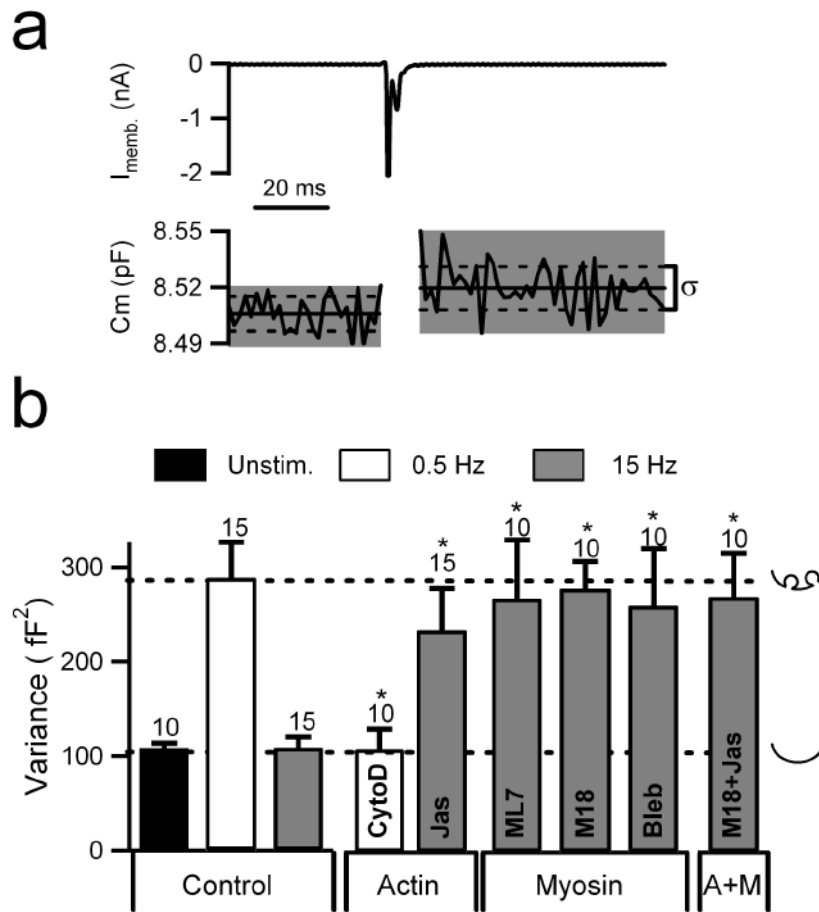 a
I memb. (nA)
0
-1
-2
20 ms
Cm (pF)
8.55
8.52
8.49
σ
b
Unstim. 0.5 Hz 15 Hz
Variance ( fF²)
300
200
100
0
10
15
15
*
10
*
15
*
10
*
10
*
10
*
10
CytoD
Jas
ML7
M18
Bleb
M18+Jas
Control Actin Myosin A+M